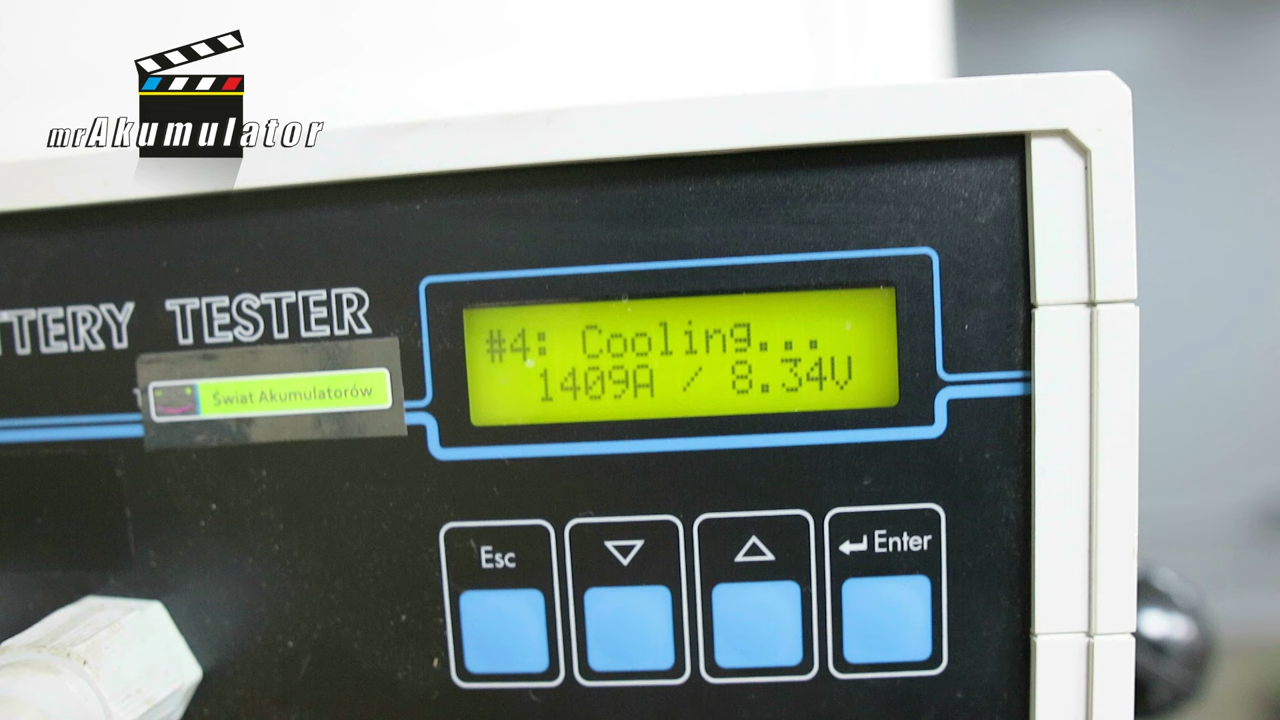 mrAkumulator
TTERY TESTER
Świat Akumulatorów
#4: Cooling...
1409A / 8.34V
Esc
Enter